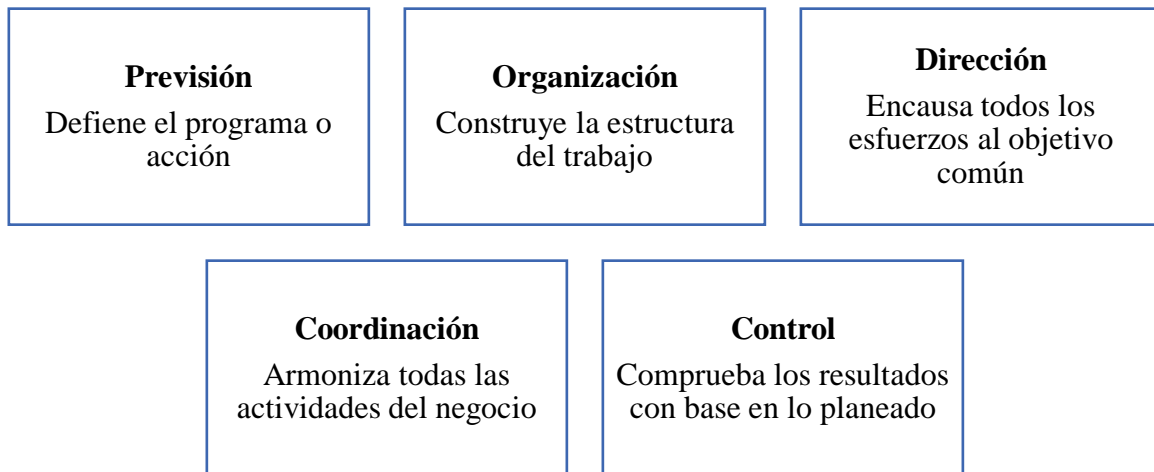 Previsión
Defiene el programa o
acción
Organización
Construye la estructura
del trabajo
Dirección
Encausa todos los
esfuerzos al objetivo
común
Coordinación
Armoniza todas las
actividades del negocio
Control
Comprueba los resultados
con base en lo planeado